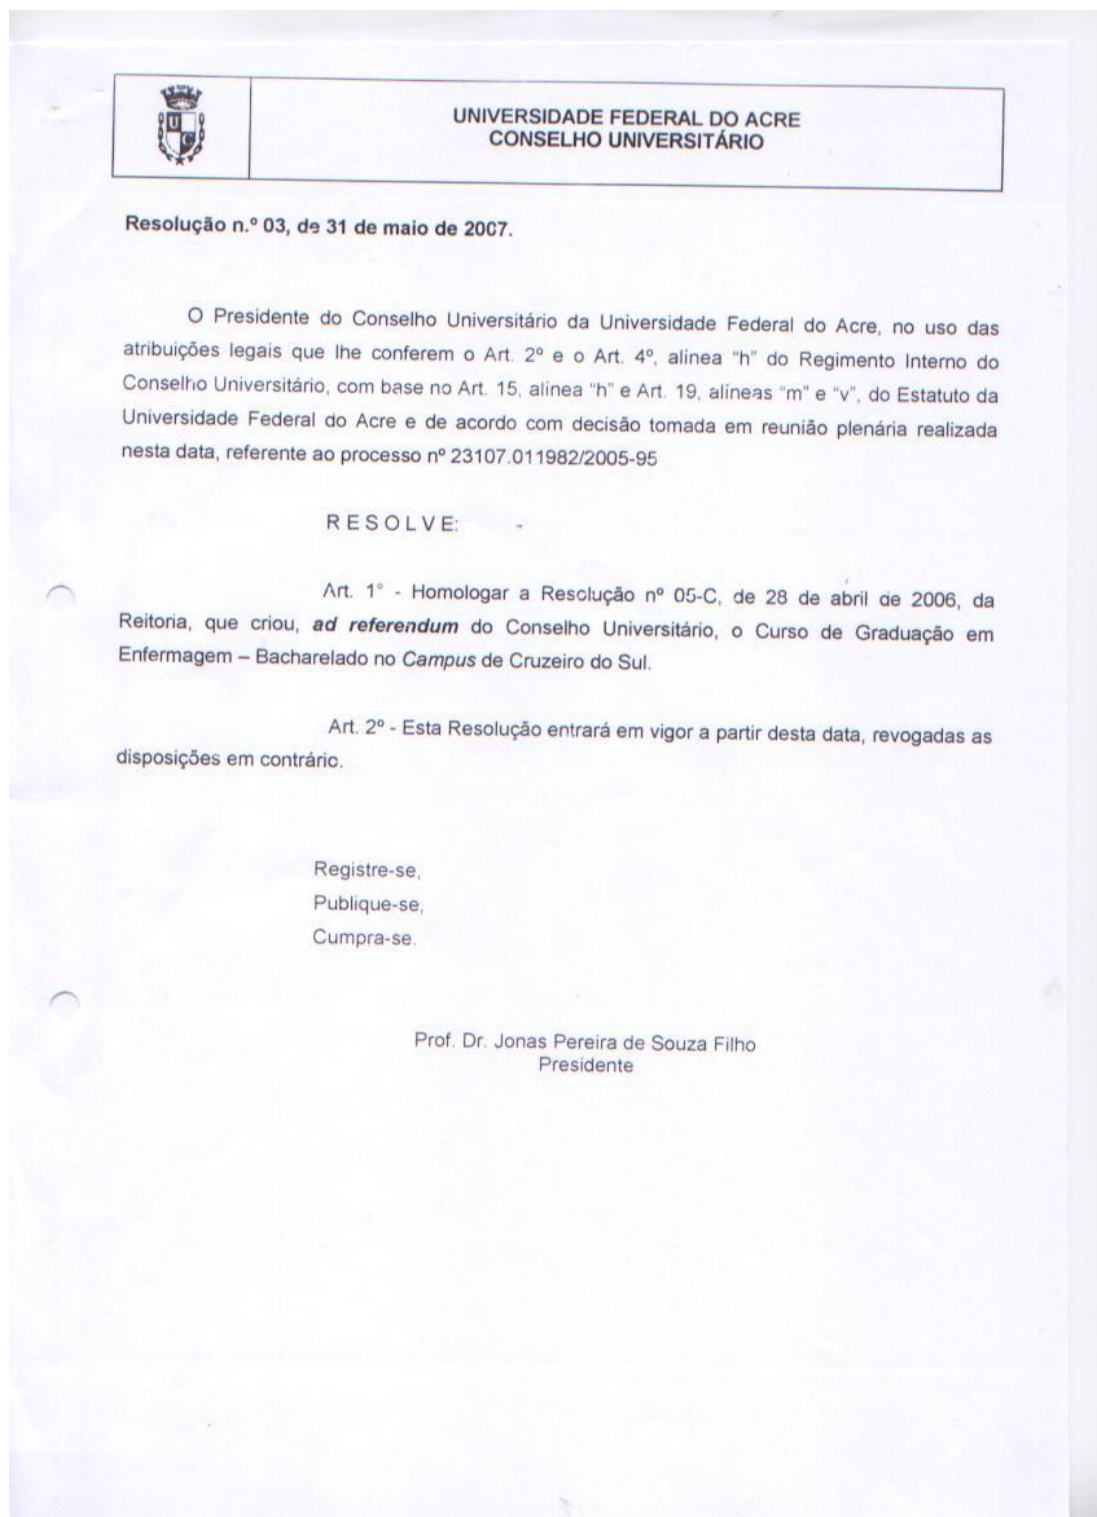 U
C
UNIVERSIDADE FEDERAL DO ACRE
CONSELHO UNIVERSITÁRIO
Resolução n.º 03, de 31 de maio de 2007.
O Presidente do Conselho Universitário da Universidade Federal do Acre, no uso das
atribuições legais que lhe conferem o Art. 2º e o Art. 4º, alinea "h" do Regimento Interno do
Conselho Universitário, com base no Art. 15, alinea "h" e Art. 19, alíneas "m" e "v", do Estatuto da
Universidade Federal do Acre e de acordo com decisão tomada em reunião plenária realizada
nesta data, referente ao processo nº 23107.011982/2005-95
R E S O L V E:
Art. 1° - Homologar a Resolução nº 05-C, de 28 de abril de 2006, da
Reitoria, que criou, ad referendum do Conselho Universitário, o Curso de Graduação em
Enfermagem – Bacharelado no Campus de Cruzeiro do Sul.
Art. 2º - Esta Resolução entrará em vigor a partir desta data, revogadas as
disposições em contrário.
Registre-se,
Publique-se,
Cumpra-se.
Prof. Dr. Jonas Pereira de Souza Filho
Presidente